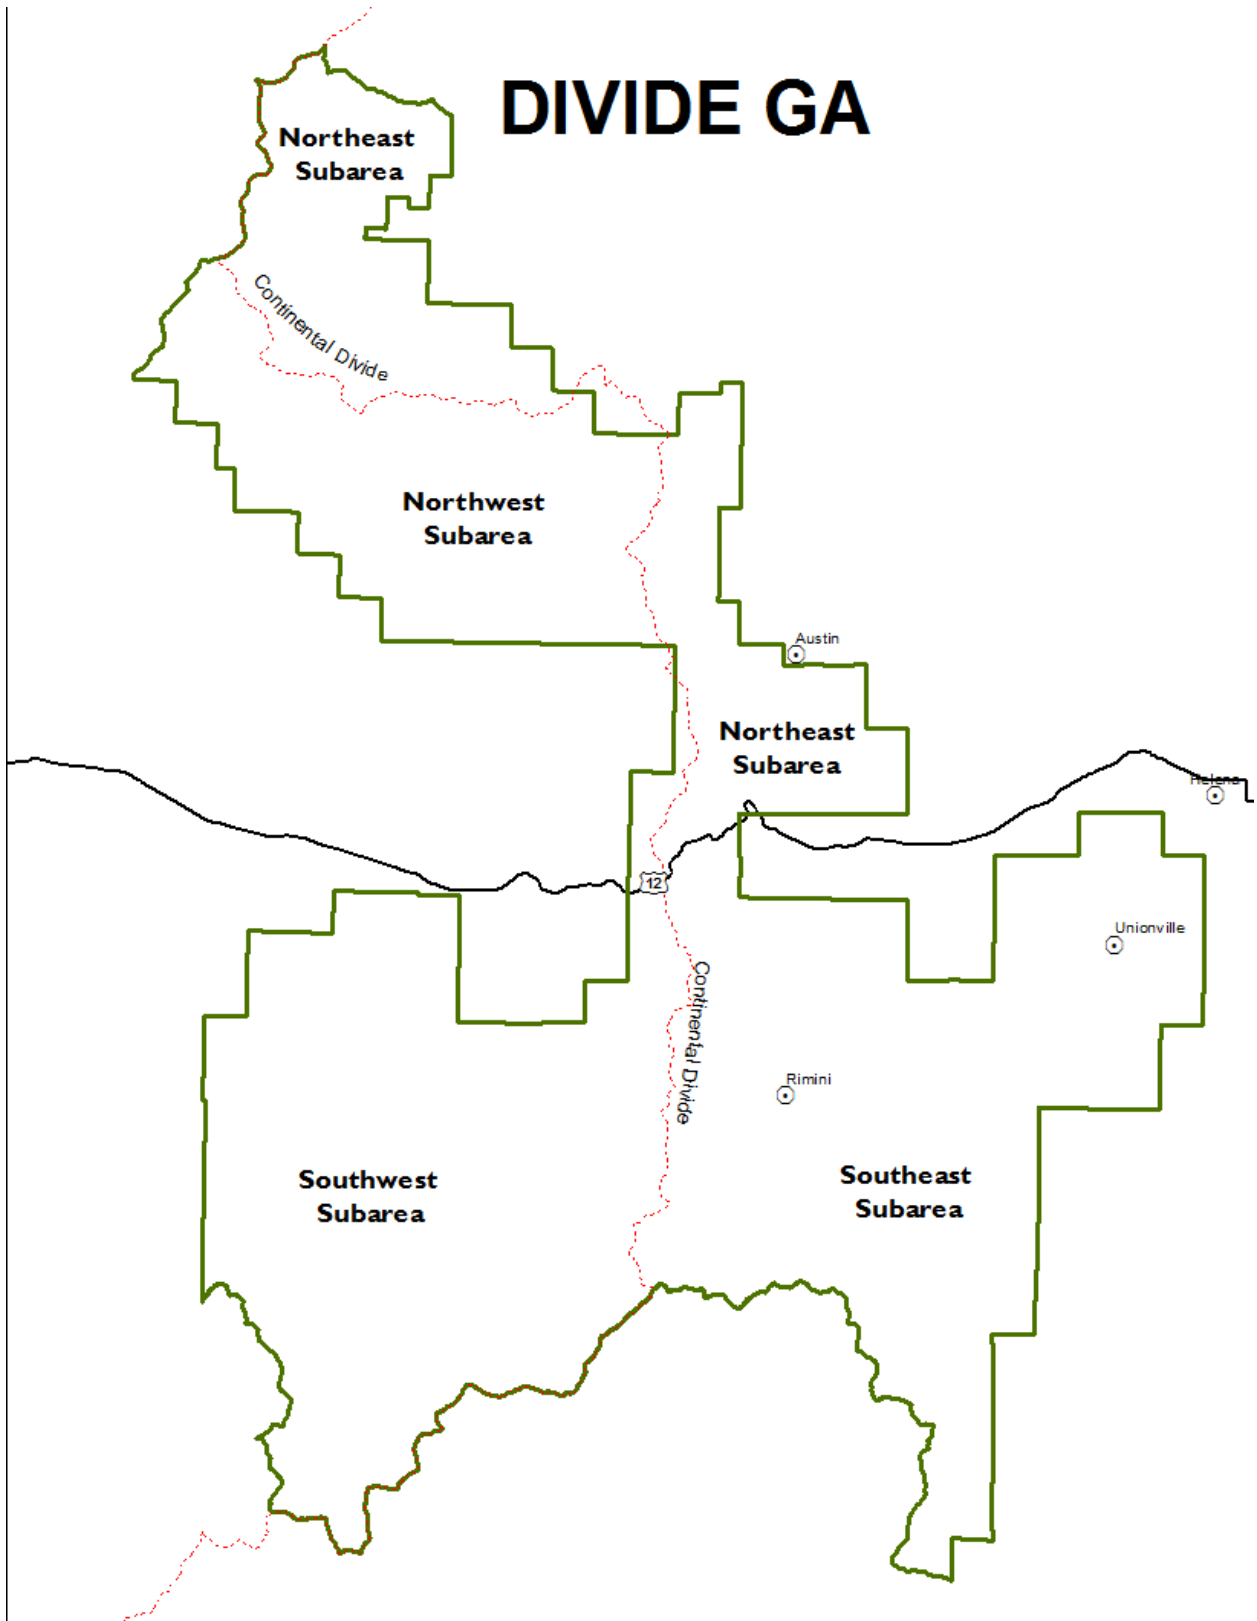 DIVIDE GA
Northeast
Subarea
Continental Divide
Northwest
Subarea
Austin
Northeast
Subarea
Helena
12
Unionville
Continental Divide
Rimini
Southwest
Subarea
Southeast
Subarea